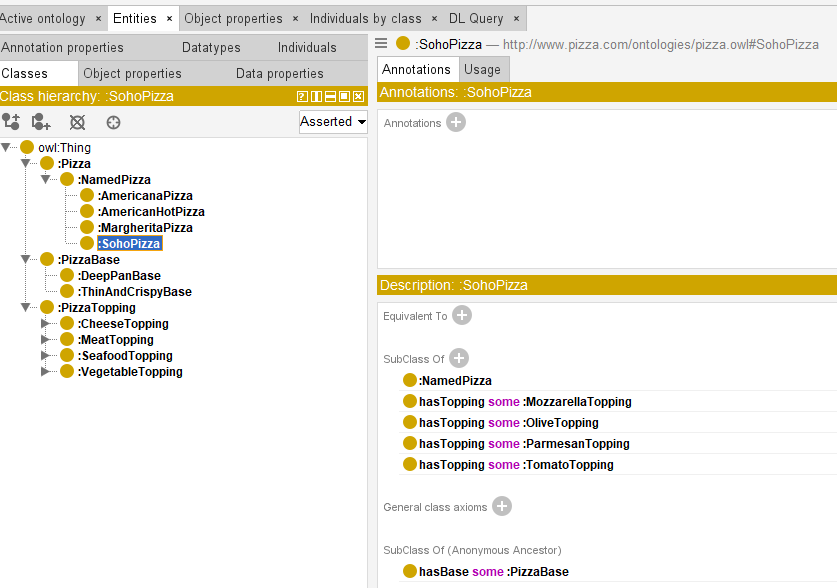 Active ontology × Entities × Object properties × Individuals by class × DL Query ×
Annotation properties Datatypes Individuals
Classes Object properties Data properties
Class hierarchy: :SohoPizza
Asserted
owl:Thing
:Pizza
:NamedPizza
:AmericanaPizza
:AmericanHotPizza
:MargheritaPizza
:SohoPizza
:PizzaBase
:DeepPanBase
:ThinAndCrispyBase
:PizzaTopping
:CheeseTopping
:MeatTopping
:SeafoodTopping
:VegetableTopping
:SohoPizza — http://www.pizza.com/ontologies/pizza.owl#SohoPizza
Annotations Usage
Annotations: :SohoPizza
Annotations
Description: :SohoPizza
Equivalent To
SubClass Of
:NamedPizza
hasTopping some :MozzarellaTopping
hasTopping some :OliveTopping
hasTopping some :ParmesanTopping
hasTopping some :TomatoTopping
General class axioms
SubClass Of (Anonymous Ancestor)
hasBase some :PizzaBase